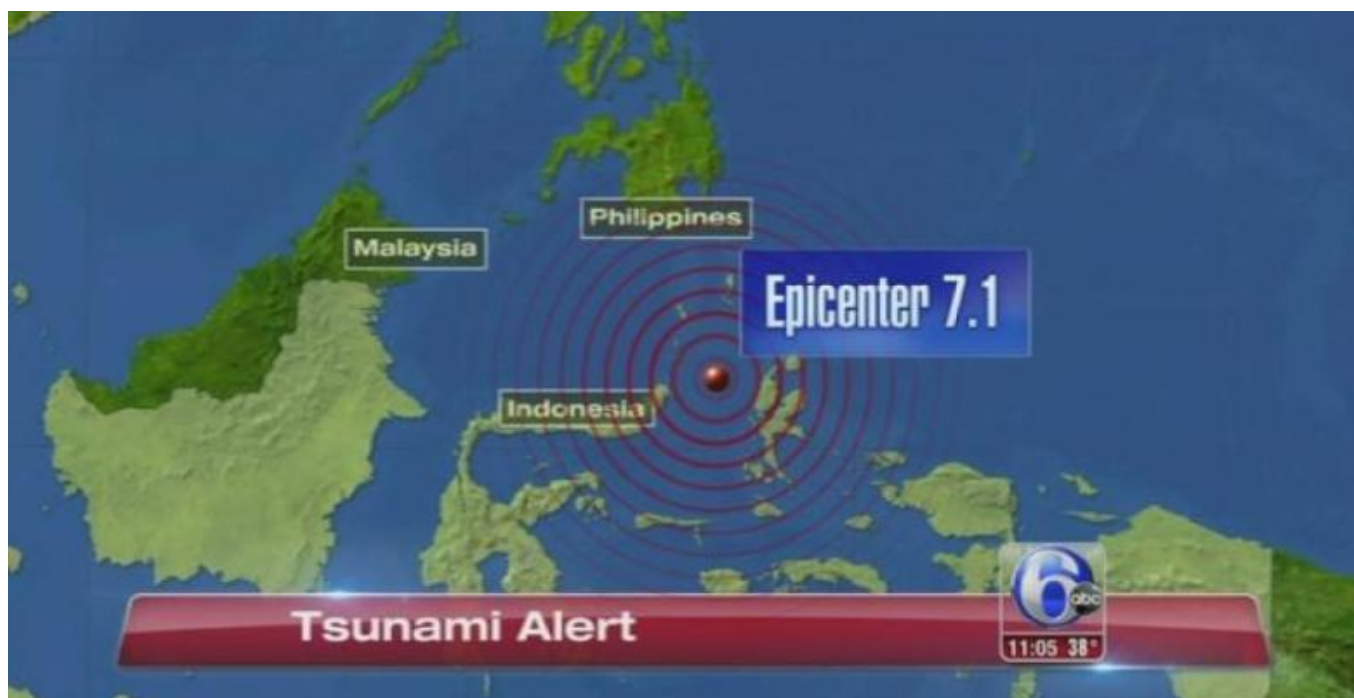 Philippines
Malaysia
Epicenter 7.1
Indonesia
Tsunami Alert
6 abc
11:05 38°